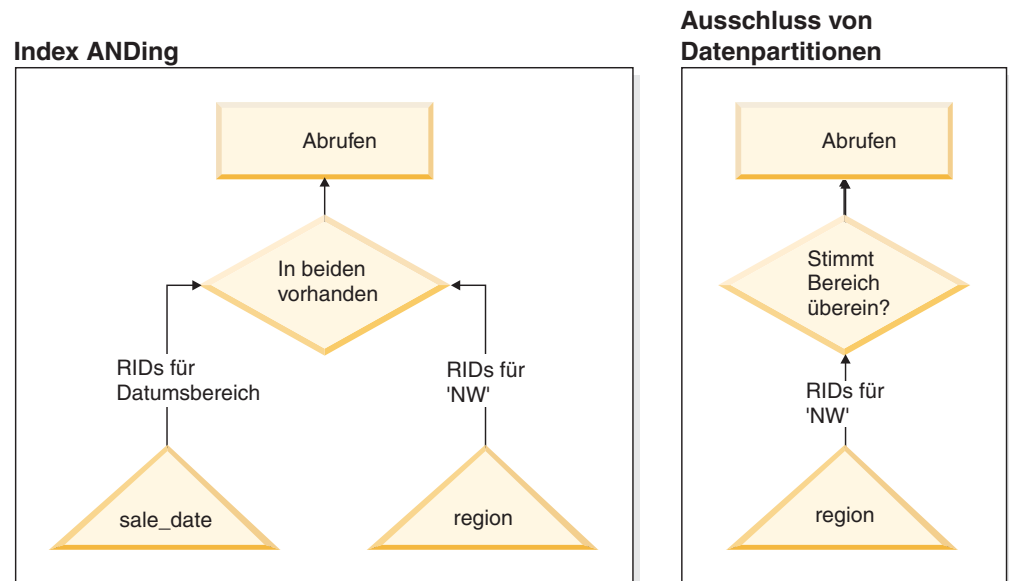 Index ANDing
Abrufen
In beiden
vorhanden
RIDs für
Datumsbereich
RIDs für
'NW'
sale_date
region
Ausschluss von
Datenpartitionen
Abrufen
Stimmt
Bereich
überein?
RIDs für
'NW'
region